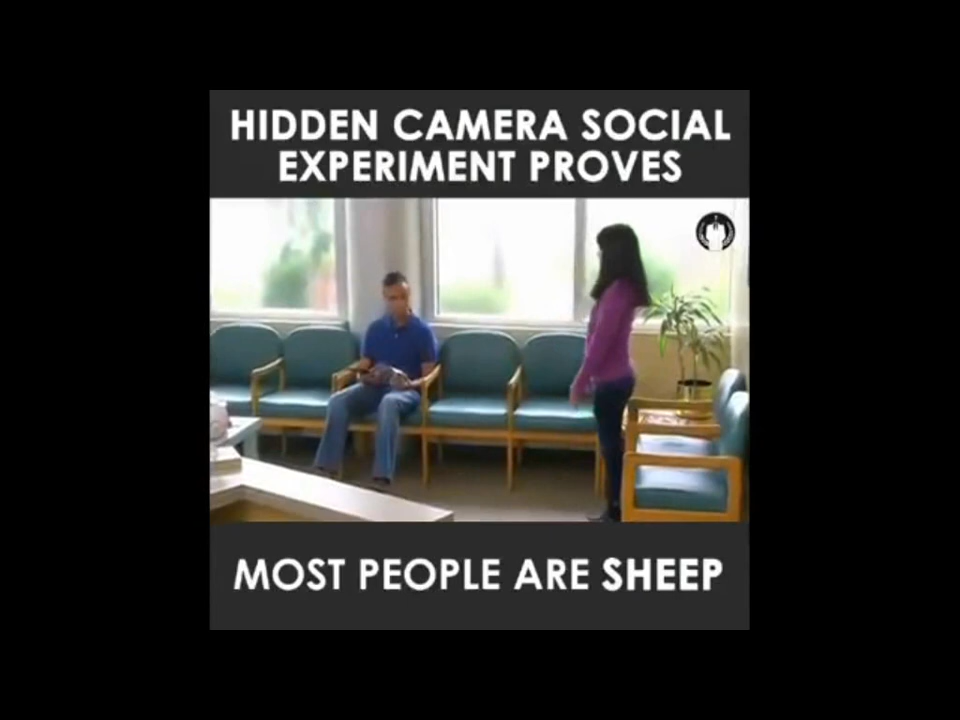 HIDDEN CAMERA SOCIAL
EXPERIMENT PROVES
MOST PEOPLE ARE SHEEP